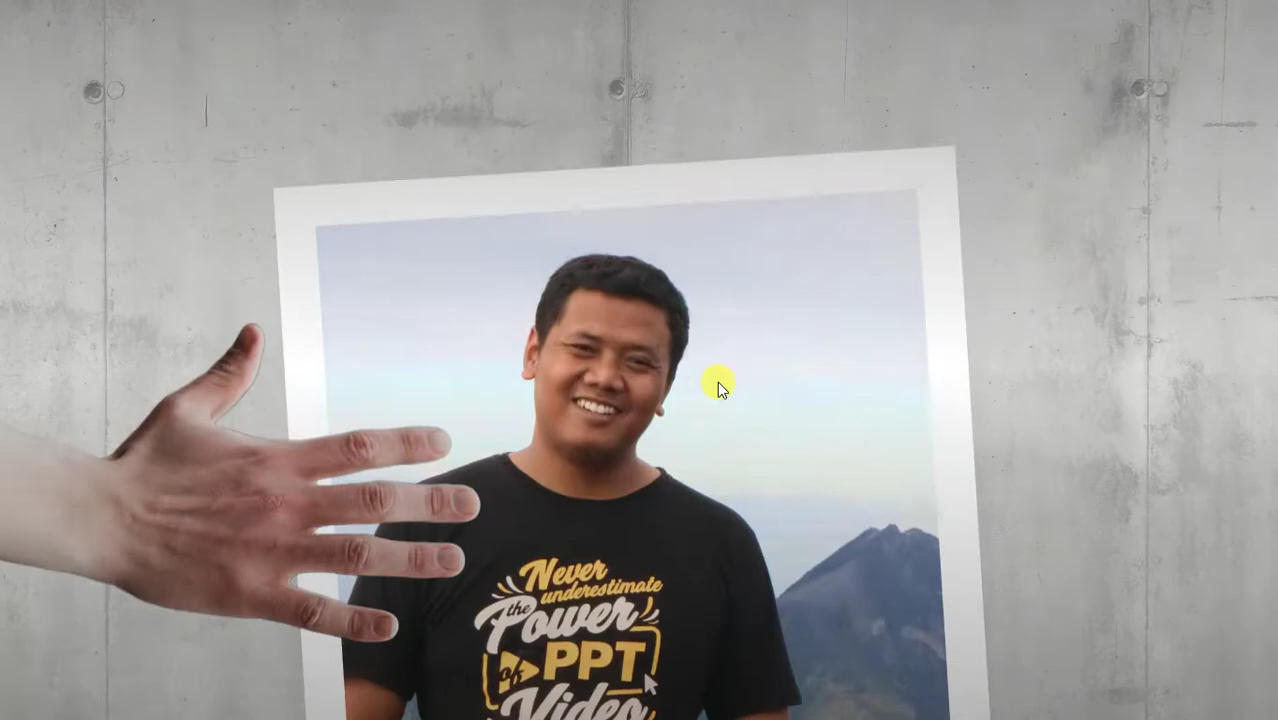 Never
underestimate
the Power
of PPT
Video